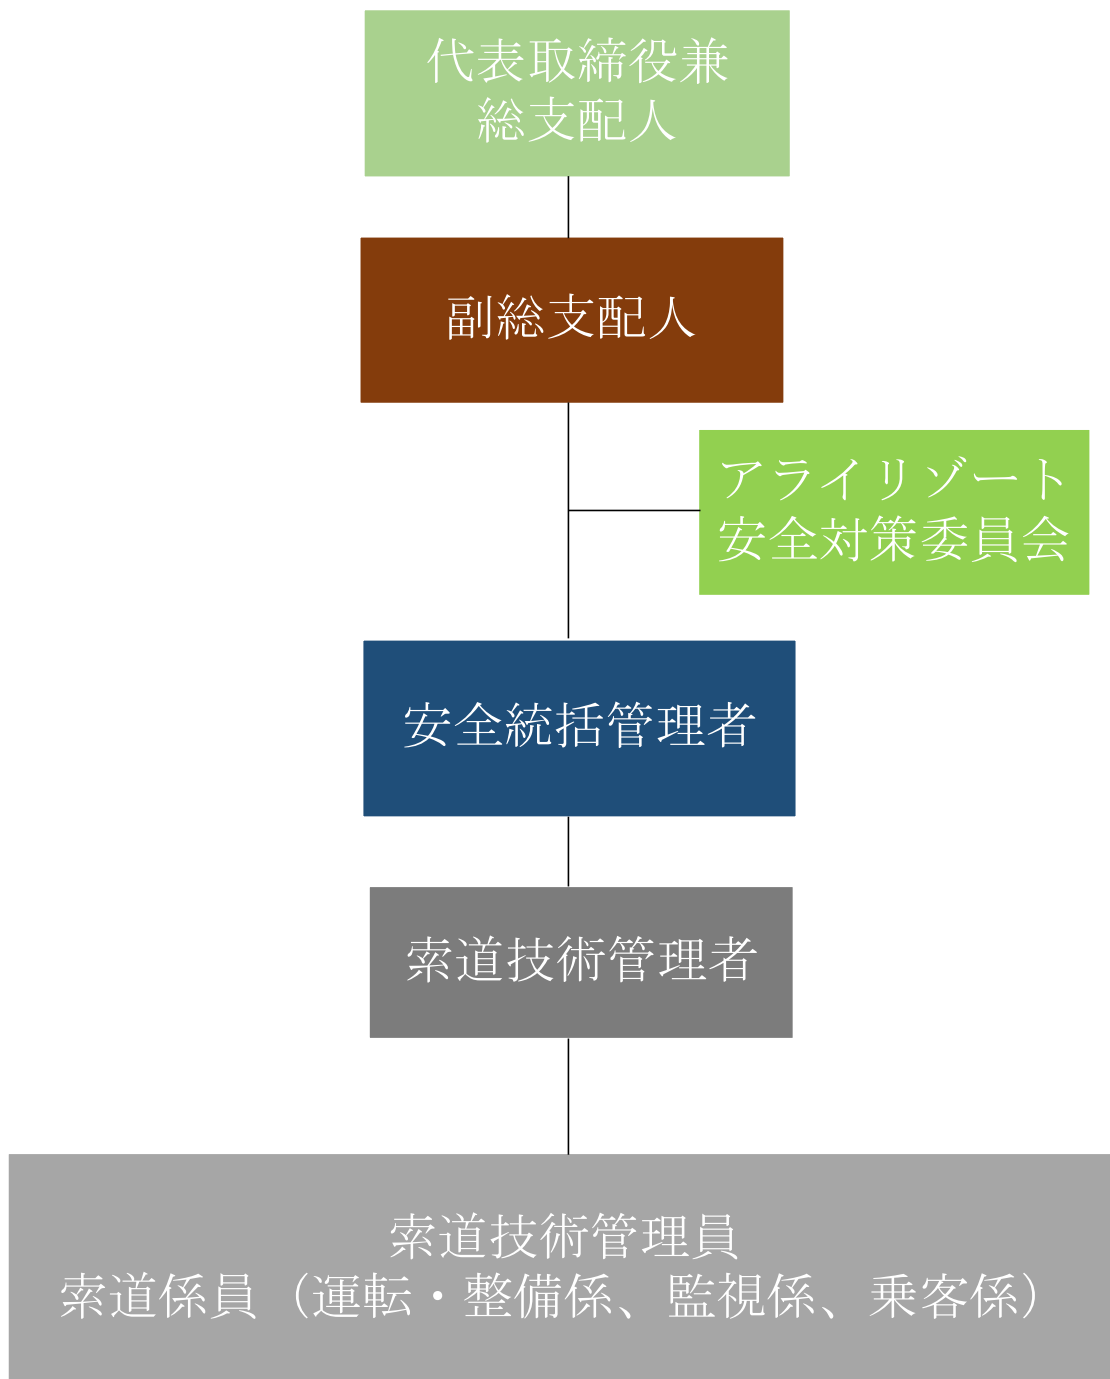 代表取締役兼
総支配人
副総支配人
アライリゾート
安全対策委員会
安全統括管理者
索道技術管理者
索道技術管理員
索道係員（運転・整備係、監視係、乗客係）